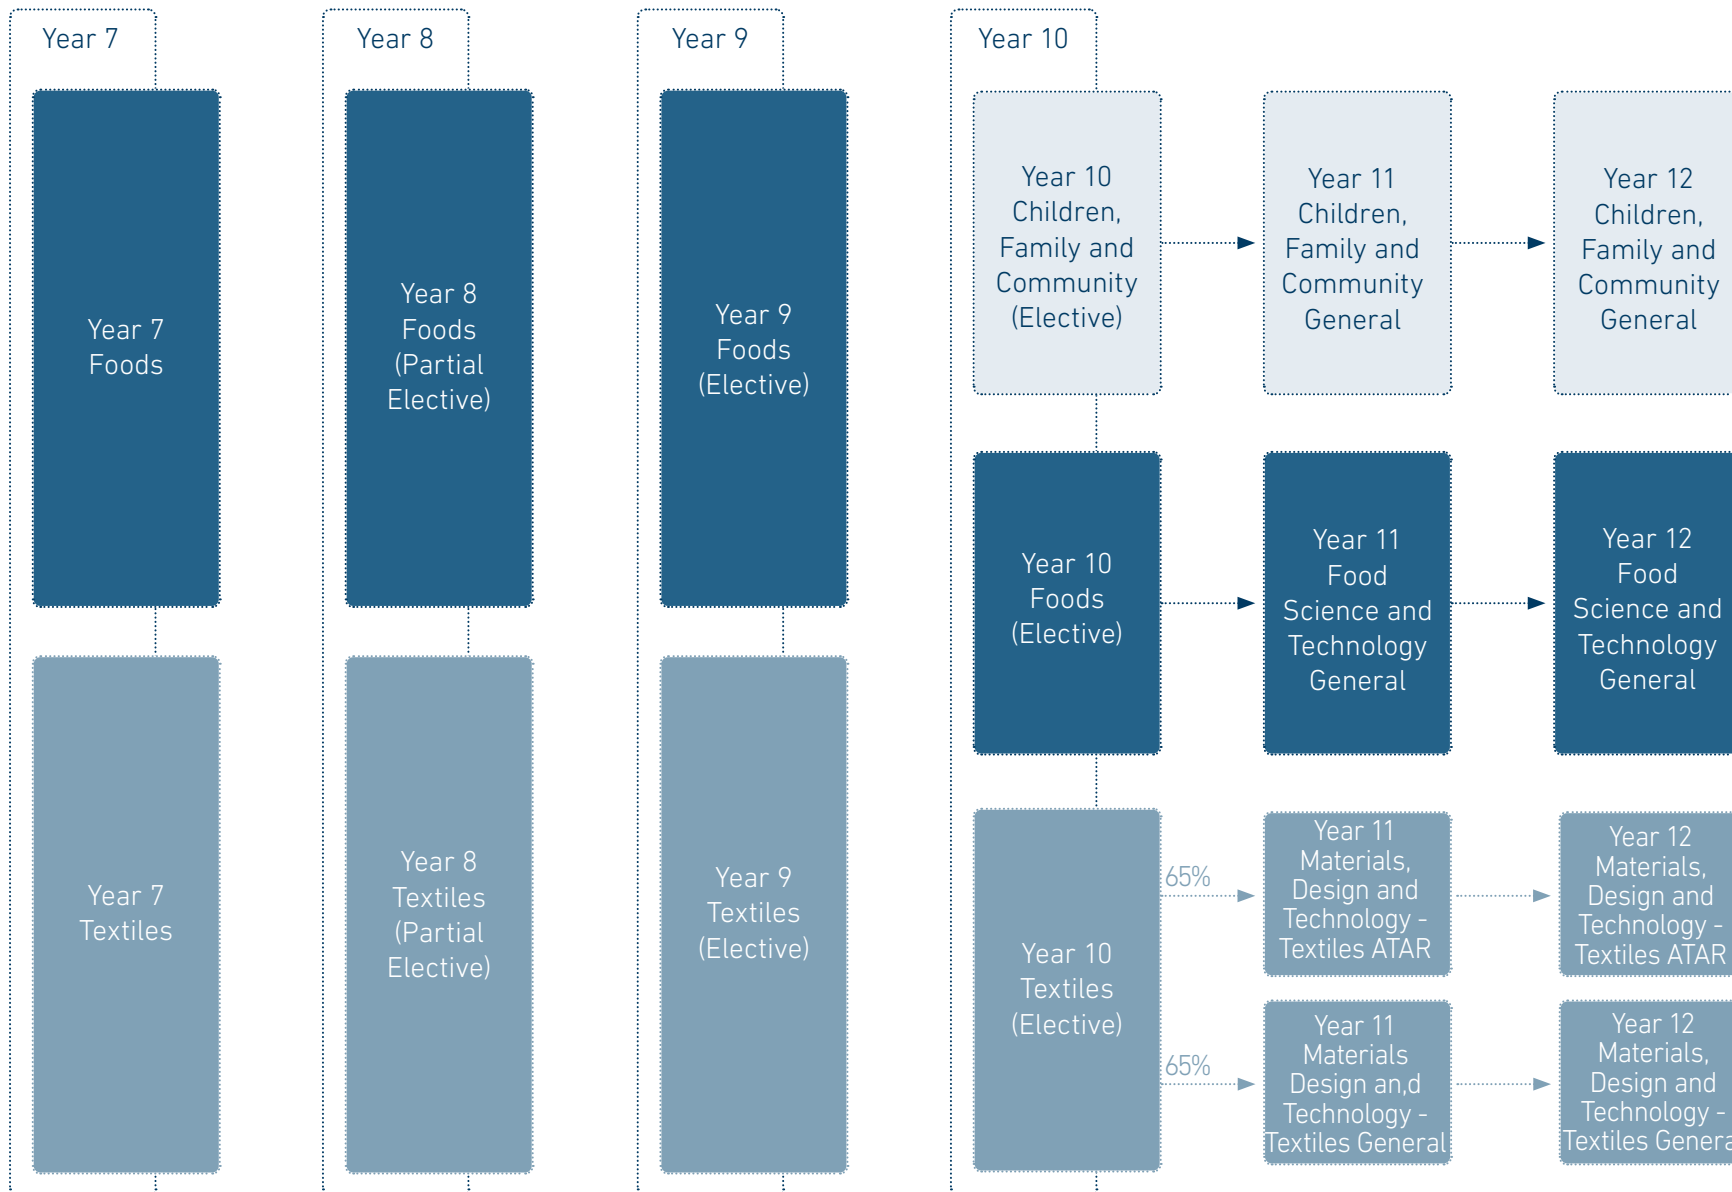 Year 7
Year 8
Year 9
Year 10
Year 7
Foods
Year 8
Foods
(Partial
Elective)
Year 9
Foods
(Elective)
Year 10
Children,
Family and
Community
(Elective)
Year 11
Children,
Family and
Community
General
Year 12
Children,
Family and
Community
General
Year 10
Foods
(Elective)
Year 11
Food
Science and
Technology
General
Year 12
Food
Science and
Technology
General
Year 7
Textiles
Year 8
Textiles
(Partial
Elective)
Year 9
Textiles
(Elective)
Year 10
Textiles
(Elective)
65%
Year 11
Materials,
Design and
Technology -
Textiles ATAR
Year 12
Materials,
Design and
Technology -
Textiles ATAR
65%
Year 11
Materials
Design an,d
Technology -
Textiles General
Year 12
Materials,
Design and
Technology -
Textiles Genera